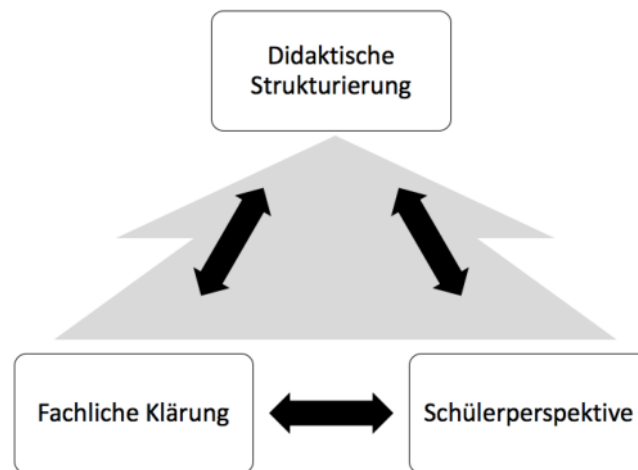 Didaktische
Strukturierung
Fachliche Klärung
Schülerperspektive